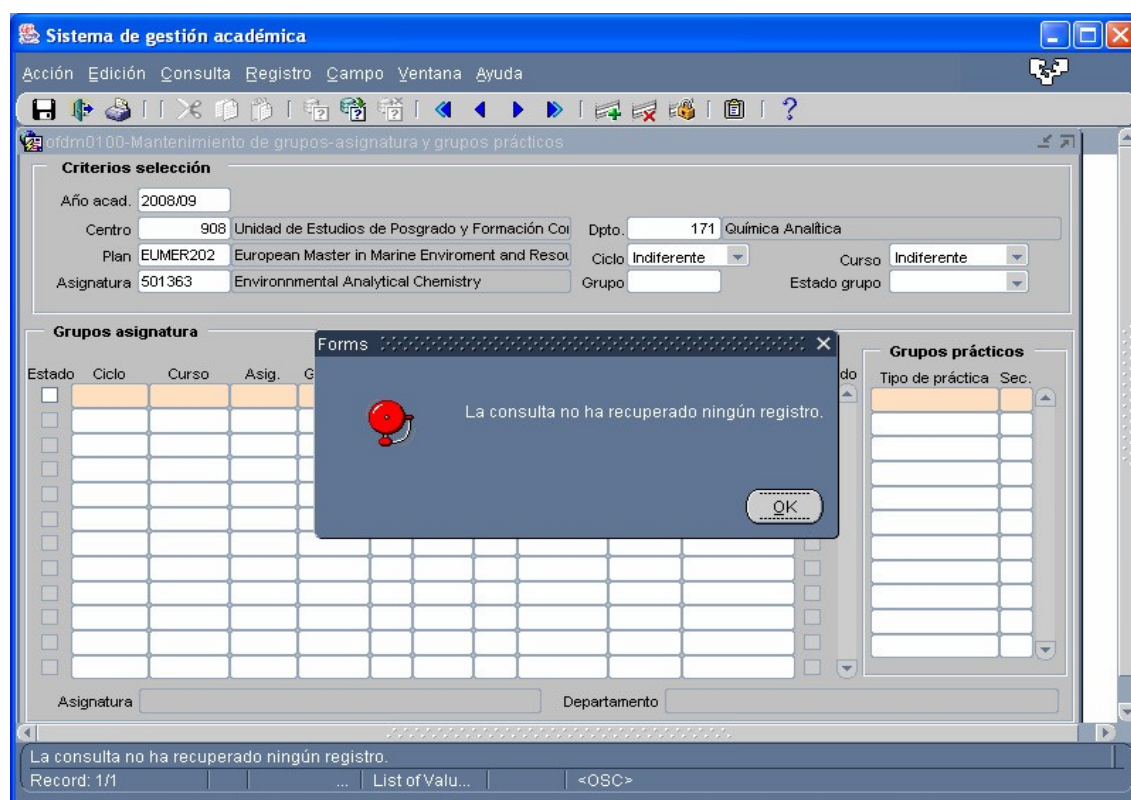 Sistema de gestión académica
Acción Edición Consulta Registro Campo Ventana Ayuda
ofdm0100-Mantenimiento de grupos-asignatura y grupos prácticos
Criterios selección
Año acad. 2008/09
Centro 908 Unidad de Estudios de Posgrado y Formación Coi Dpto. 171 Química Analítica
Plan EUMER202 European Master in Marine Enviroment and Resou Ciclo Indiferente Curso Indiferente
Asignatura 501363 Environnmental Analytical Chemistry Grupo Estado grupo
Grupos asignatura
Forms
Grupos prácticos
Estado Ciclo Curso Asig. G do Tipo de práctica Sec.
La consulta no ha recuperado ningún registro.
OK
Asignatura Departamento
La consulta no ha recuperado ningún registro.
Record: 1/1 ... List of Valu... <OSC>